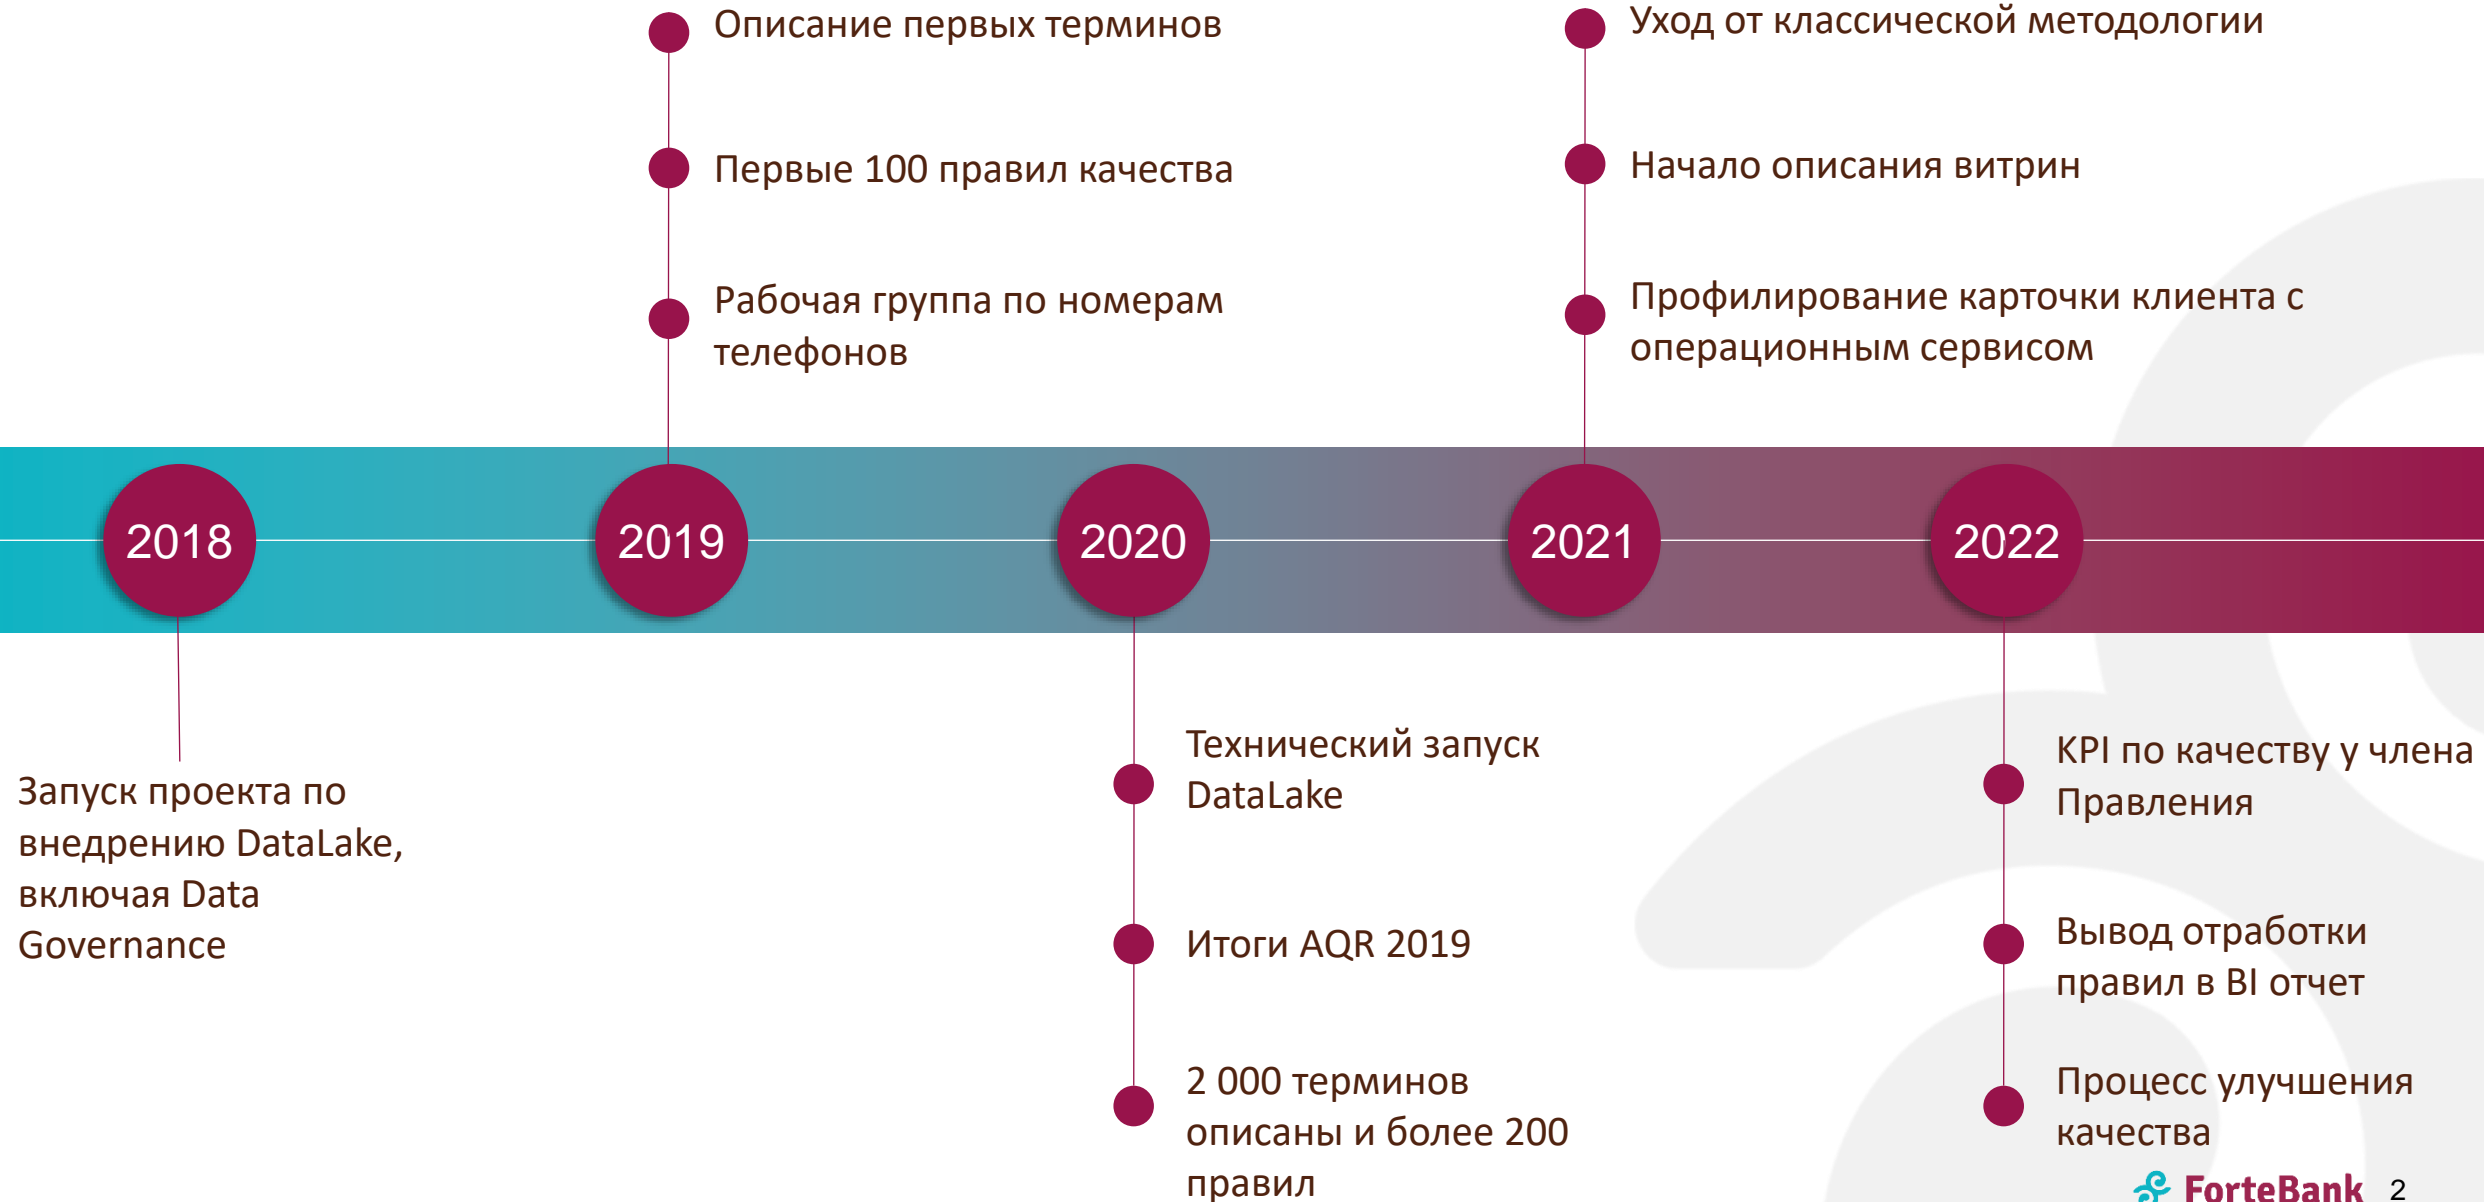 Описание первых терминов
Первые 100 правил качества
Рабочая группа по номерам
телефонов
Уход от классической методологии
Начало описания витрин
Профилирование карточки клиента с
операционным сервисом
2018
2019
2020
2021
2022
Запуск проекта по
внедрению DataLake,
включая Data
Governance
Технический запуск
DataLake
Итоги AQR 2019
2 000 терминов
описаны и более 200
правил
KPI по качеству у члена
Правления
Вывод отработки
правил в BI отчет
Процесс улучшения
качества
ForteBank 2